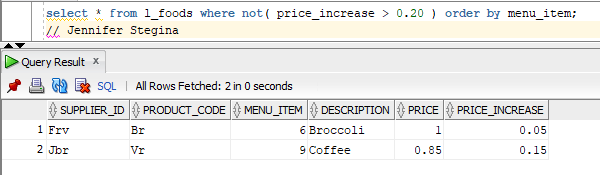 select * from l_foods where not( price_increase > 0.20 ) order by menu_item;
// Jennifer Stegina
Query Result x
SQL | All Rows Fetched: 2 in 0 seconds
SUPPLIER_ID PRODUCT_CODE MENU_ITEM DESCRIPTION PRICE PRICE_INCREASE
1 Frv Br 6 Broccoli 1 0.05
2 Jbr Vr 9 Coffee 0.85 0.15